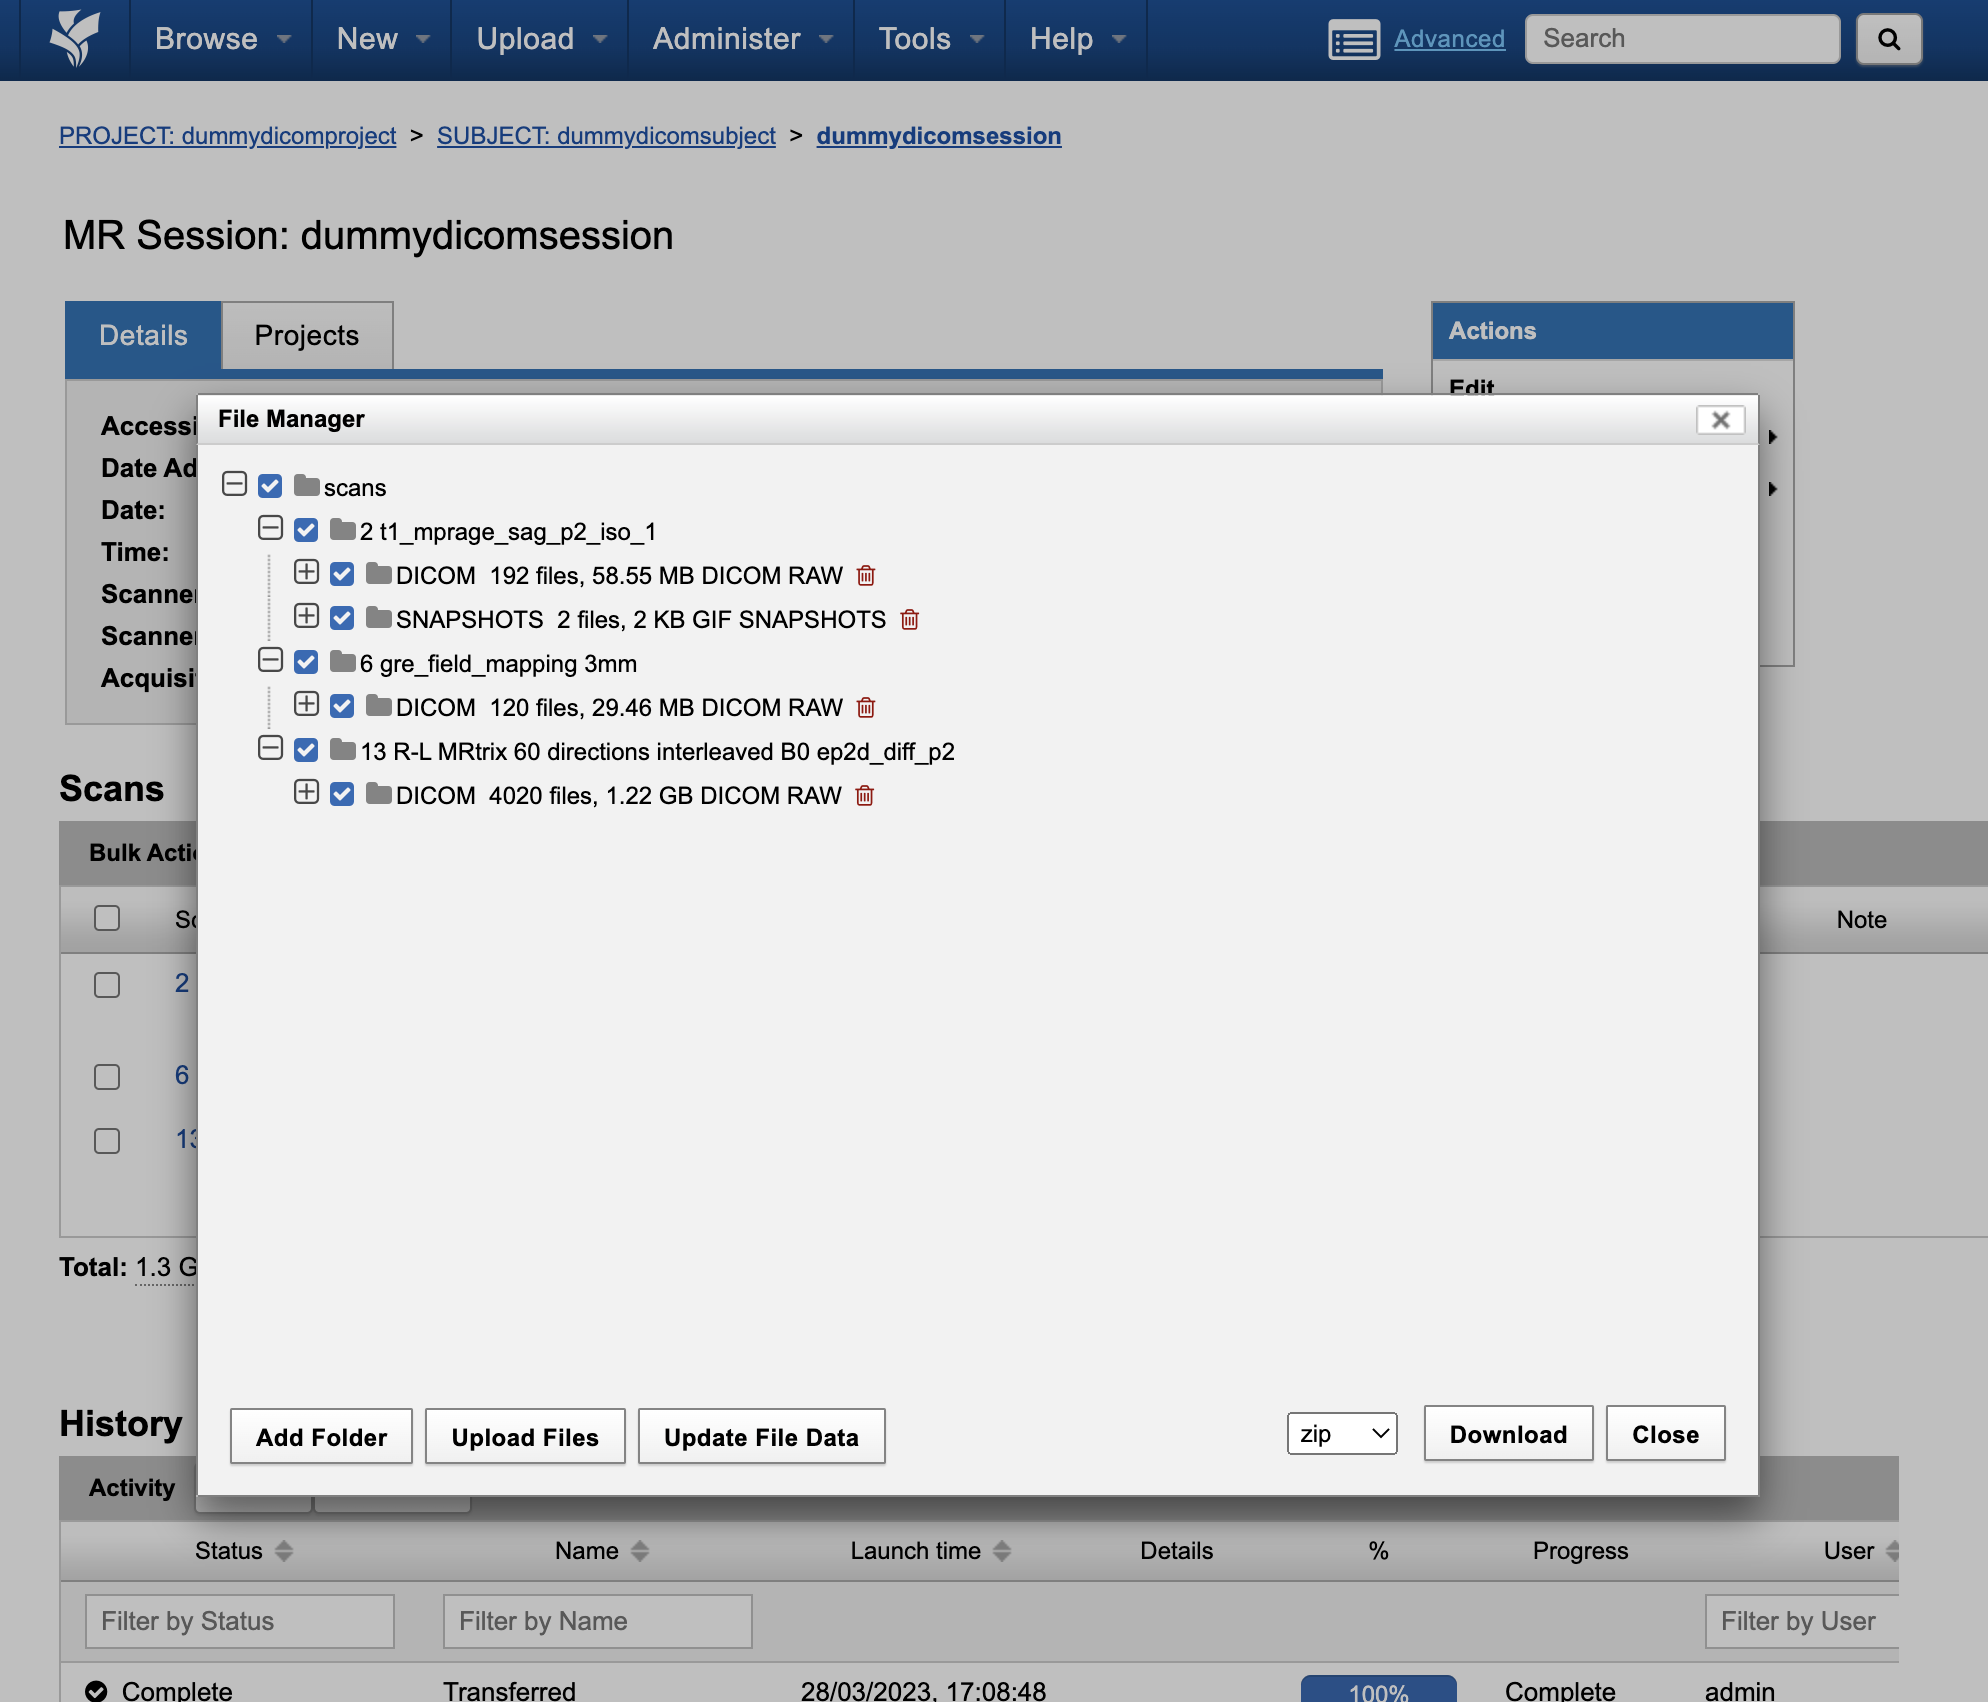 Browse New Upload Administer Tools Help Advanced Search
PROJECT: dummydicomproject > SUBJECT: dummydicomsubject > dummydicomsession
MR Session: dummydicomsession
Details Projects
Actions
Edit
File Manager
Accessi
Date Ad
Date:
Time:
Scanne
Scanne
Acquisi
scans
2 t1_mprage_sag_p2_iso_1
DICOM 192 files, 58.55 MB DICOM RAW
SNAPSHOTS 2 files, 2 KB GIF SNAPSHOTS
6 gre_field_mapping 3mm
DICOM 120 files, 29.46 MB DICOM RAW
13 R-L MRtrix 60 directions interleaved B0 ep2d_diff_p2
DICOM 4020 files, 1.22 GB DICOM RAW
Scans
Bulk Acti
Note
2
6
13
Total: 1.3 G
Add Folder Upload Files Update File Data zip Download Close
History
Activity
Status Name Launch time Details % Progress User
Filter by Status Filter by Name Filter by User
Complete Transferred 28/03/2023, 17:08:48 100% Complete admin